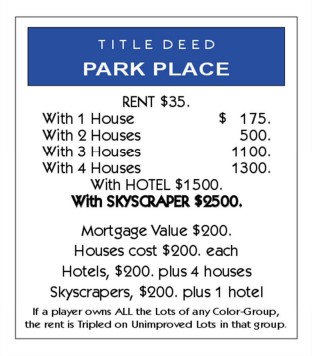 TITLE DEED
PARK PLACE
RENT $35.
With 1 House $ 175.
With 2 Houses 500.
With 3 Houses 1100.
With 4 Houses 1300.
With HOTEL $1500.
With SKYSCRAPER $2500.
Mortgage Value $200.
Houses cost $200. each
Hotels, $200. plus 4 houses
Skyscrapers, $200. plus 1 hotel
If a player owns ALL the Lots of any Color-Group,
the rent is Tripled on Unimproved Lots in that group.